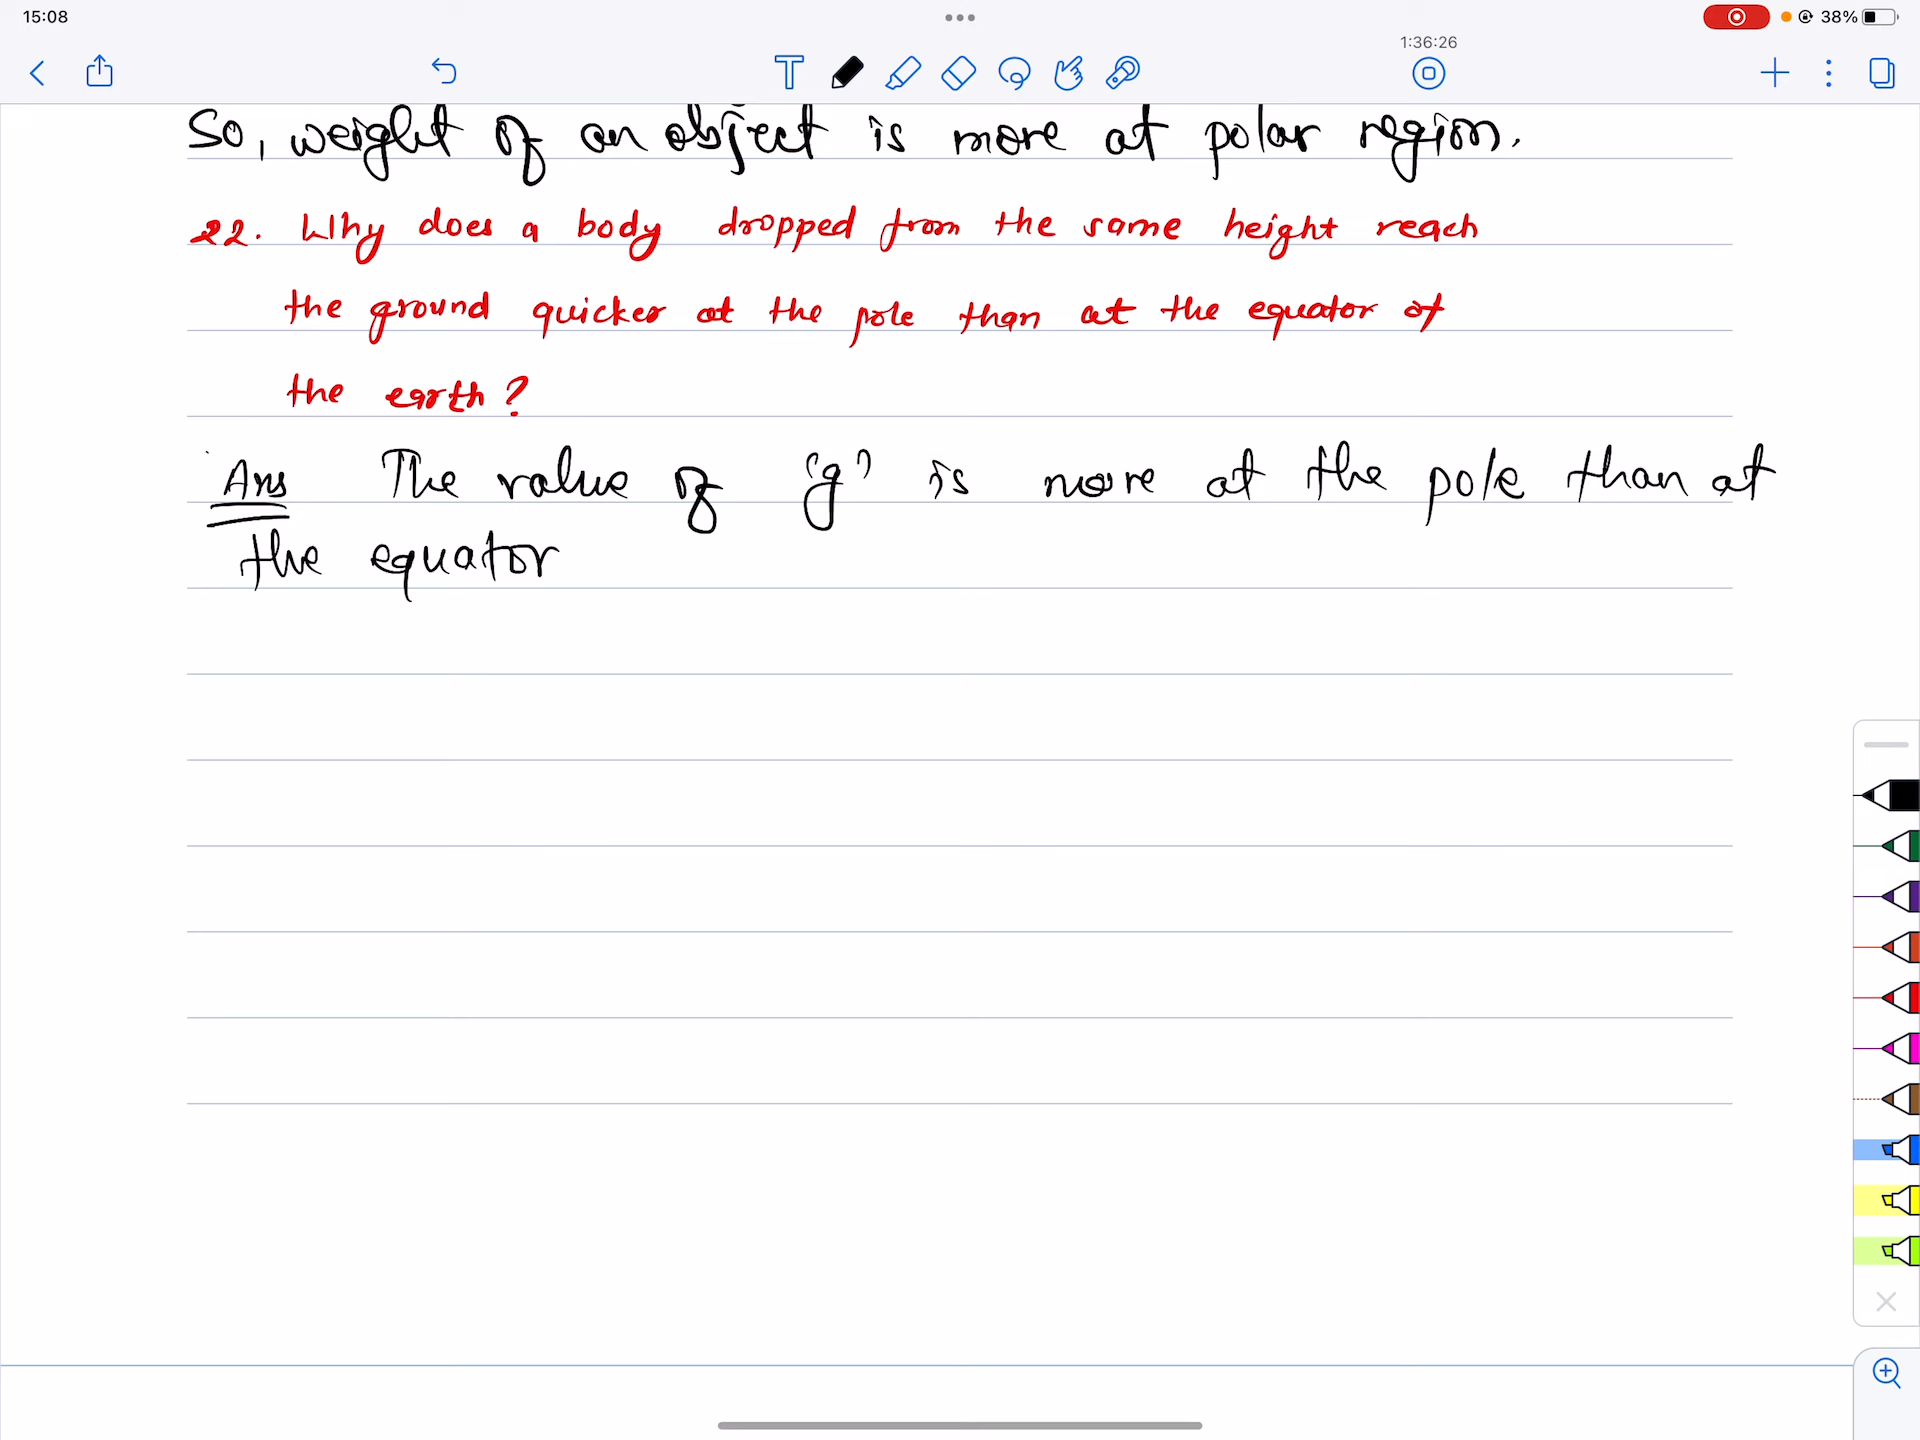 15:08
38%
1:36:26
T
So, weight of an object is more at polar region.
22. Why does a body dropped from the same height reach
the ground quicker at the pole than at the equator of
the earth?
Ans The value of 'g' is more at the pole than at
the equator